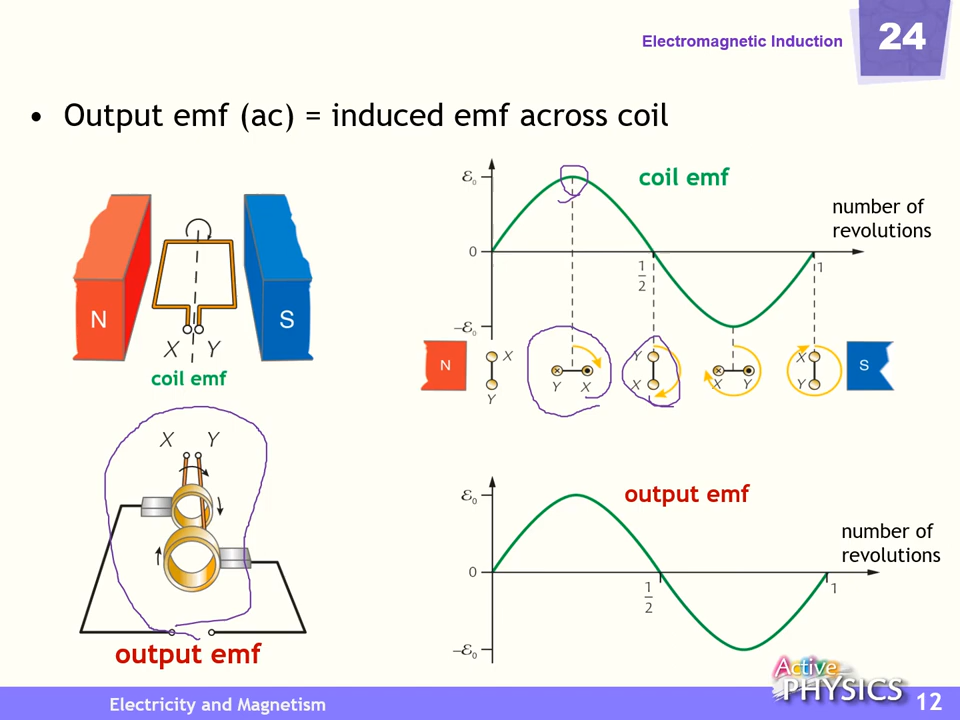 Electromagnetic Induction
24
• Output emf (ac) = induced emf across coil
N
S
X Y
coil emf
ε₀
0
−ε₀
coil emf
number of
revolutions
1
2
1
N
X
Y
Y X
Y
X
X Y
X
Y
S
X Y
output emf
ε₀
0
−ε₀
output emf
number of
revolutions
1
2
1
Active
PHYSICS
Electricity and Magnetism
12